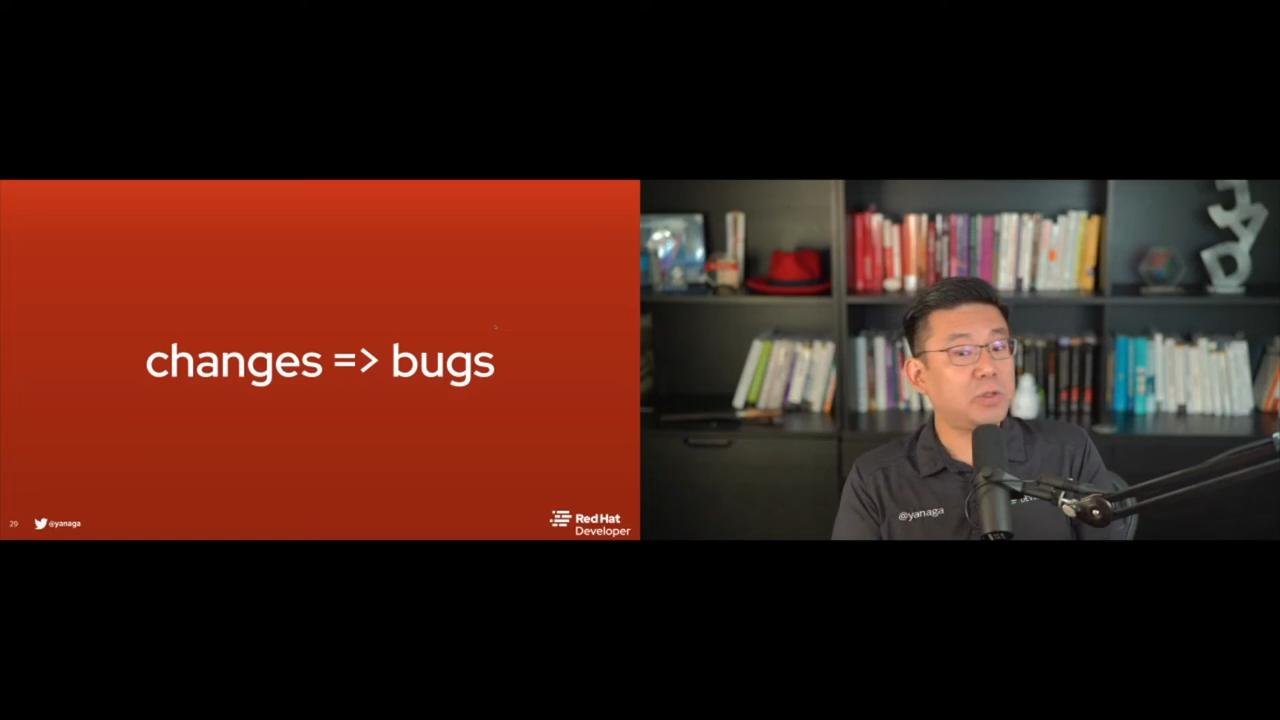 changes => bugs
29
@yanaga
Red Hat
Developer
@yanaga